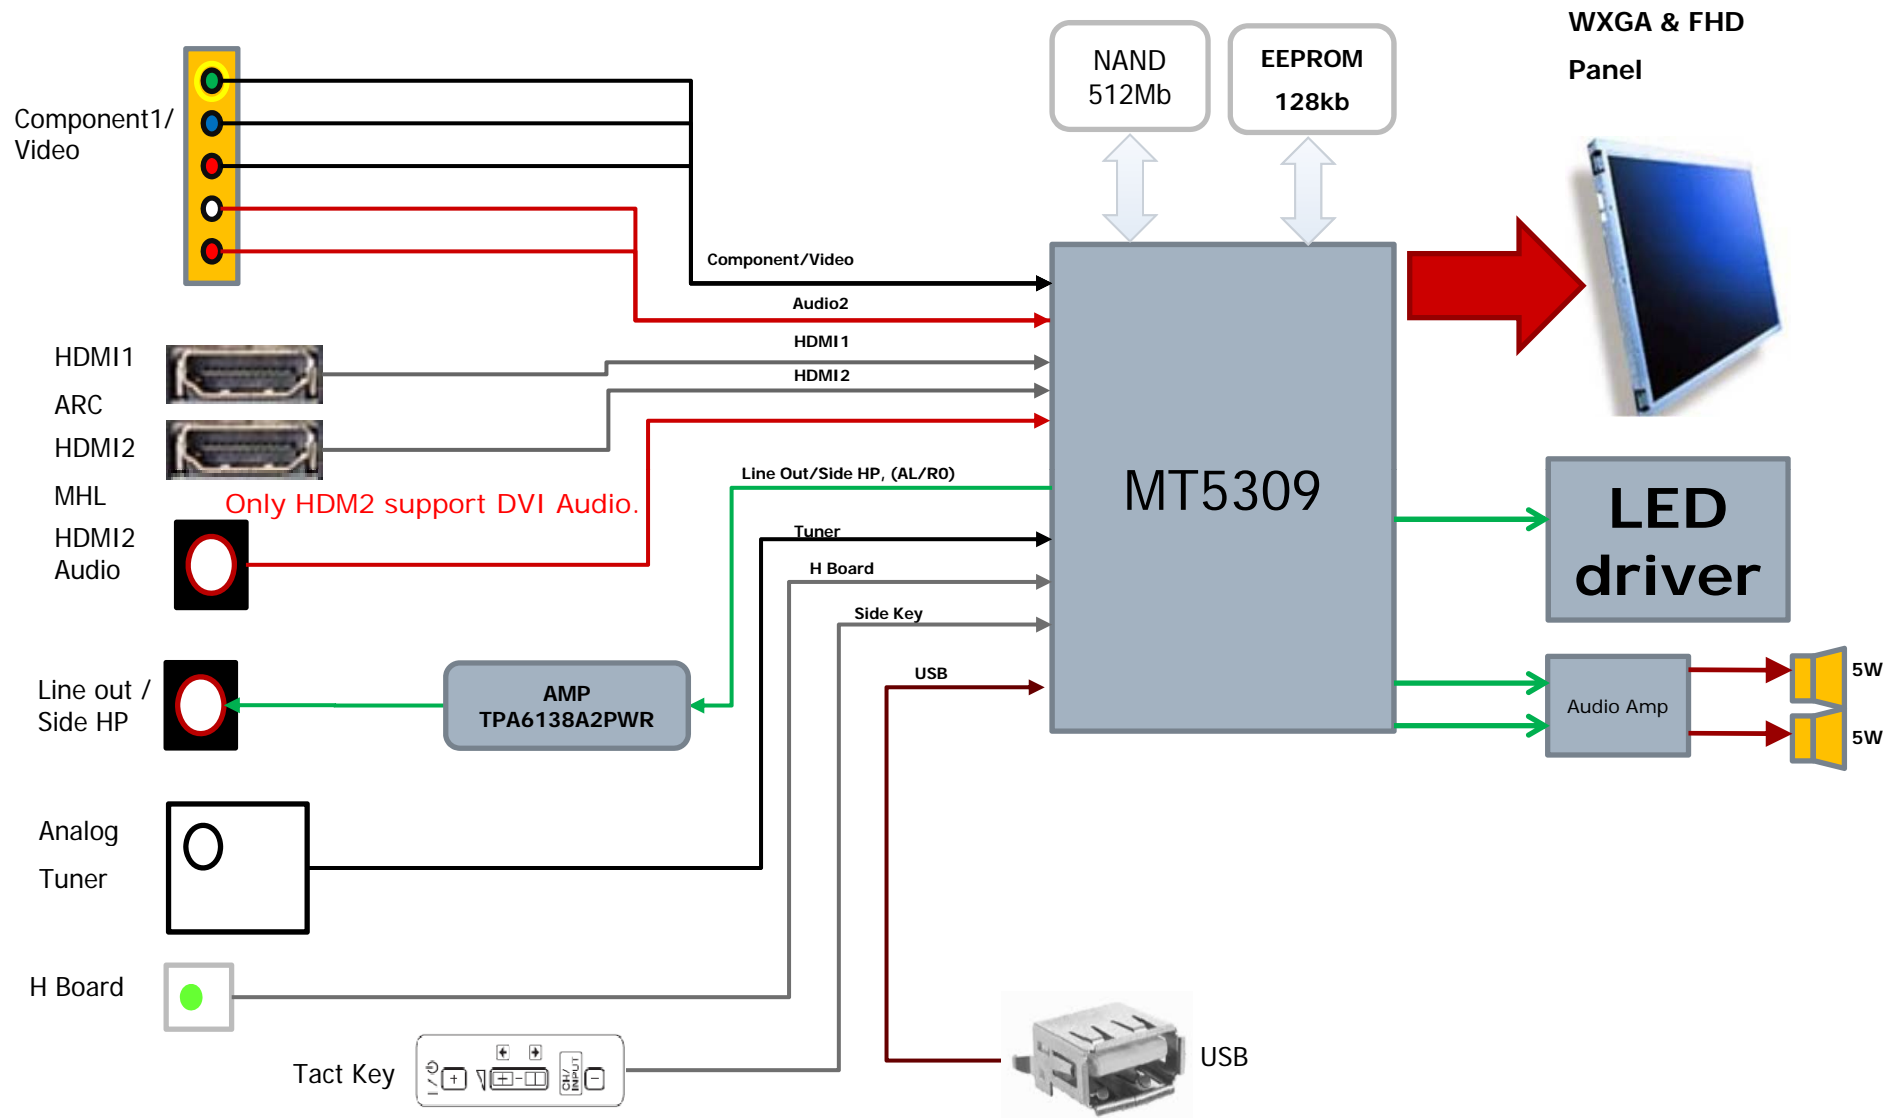 WXGA & FHD
Panel
NAND
512Mb
EEPROM
128kb
Component1/
Video
Component/Video
Audio2
HDMI1
HDMI2
HDMI1
ARC
HDMI2
MHL
HDMI2
Audio
Only HDM2 support DVI Audio.
Line Out/Side HP, (AL/R0)
Tuner
H Board
Side Key
USB
MT5309
LED
driver
Audio Amp
5W
5W
Line out /
Side HP
AMP
TPA6138A2PWR
Analog
Tuner
H Board
Tact Key
I / ⏻
+
+ -
CH/
INPUT
-
USB